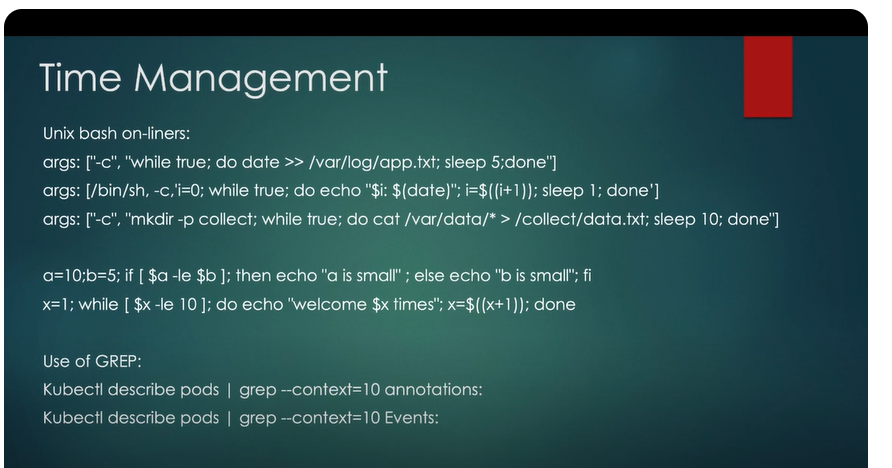 Time Management
Unix bash on-liners:
args: ["-c", "while true; do date >> /var/log/app.txt; sleep 5;done"]
args: [/bin/sh, -c,'i=0; while true; do echo "$i: $(date)"; i=$((i+1)); sleep 1; done']
args: ["-c", "mkdir -p collect; while true; do cat /var/data/* > /collect/data.txt; sleep 10; done"]
a=10;b=5; if [ $a -le $b ]; then echo "a is small" ; else echo "b is small"; fi
x=1; while [ $x -le 10 ]; do echo "welcome $x times"; x=$((x+1)); done
Use of GREP:
Kubectl describe pods | grep --context=10 annotations:
Kubectl describe pods | grep --context=10 Events: